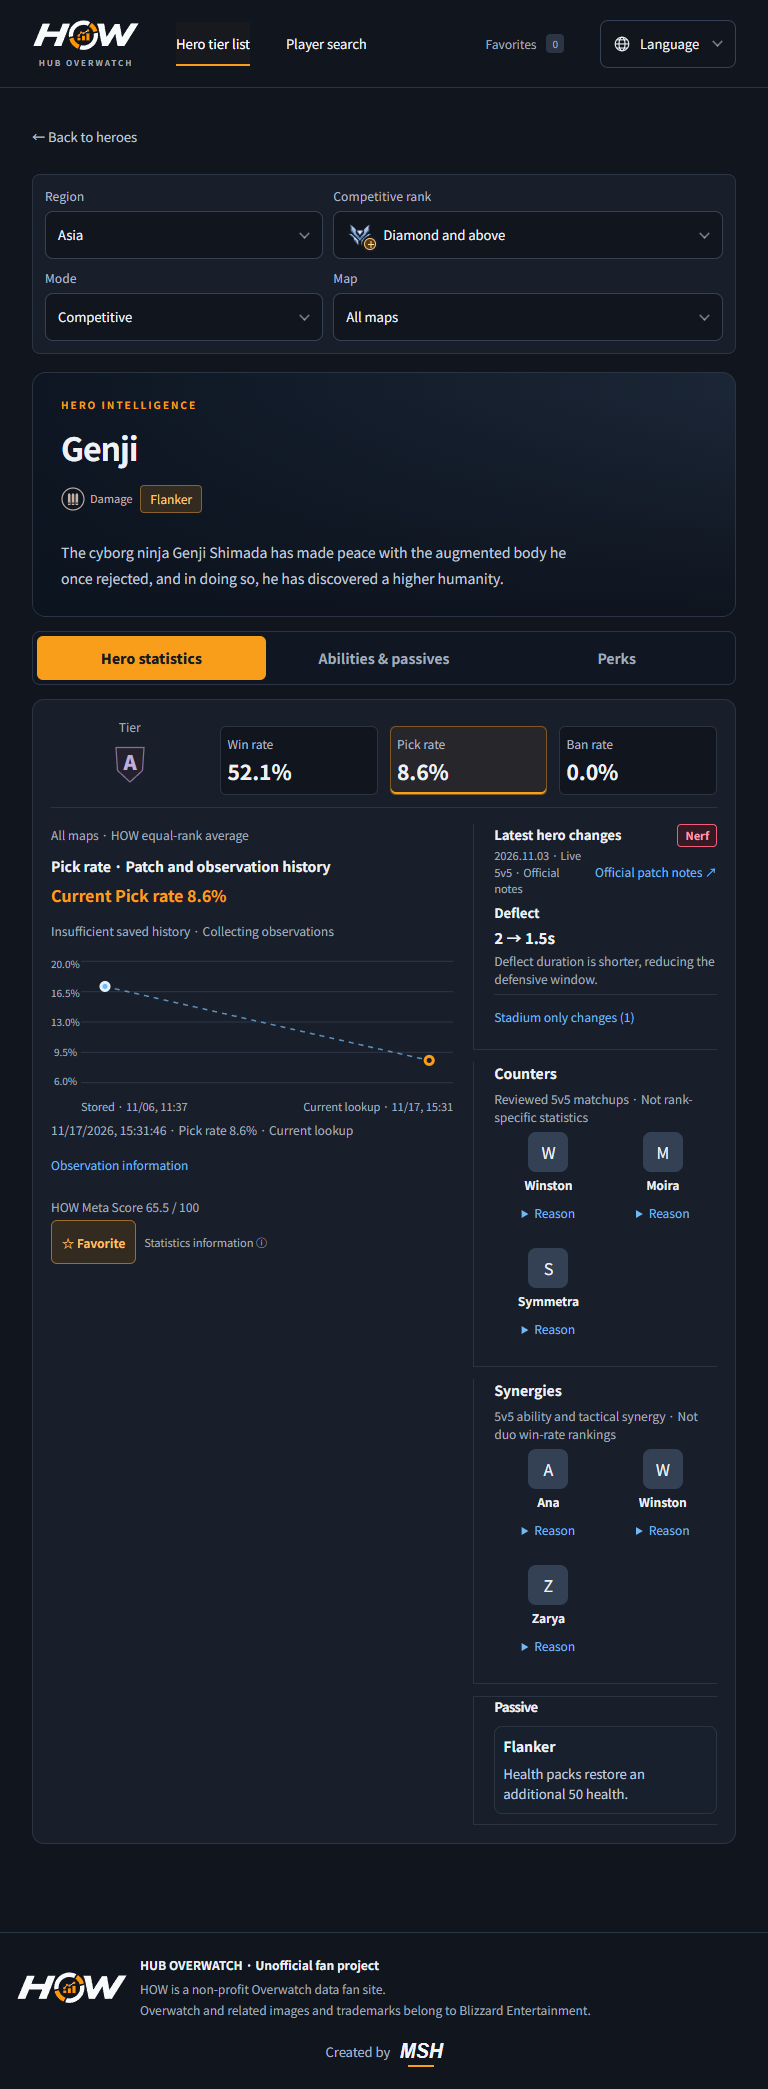 HOW
HUB OVERWATCH
Hero tier list
Player search
Favorites 0
Language
← Back to heroes
Region
Competitive rank
Asia
Diamond and above
Mode
Map
Competitive
All maps
HERO INTELLIGENCE
Genji
Damage
Flanker
The cyborg ninja Genji Shimada has made peace with the augmented body he
once rejected, and in doing so, he has discovered a higher humanity.
Hero statistics
Abilities & passives
Perks
Tier
A
Win rate
52.1%
Pick rate
8.6%
Ban rate
0.0%
All maps · HOW equal-rank average
Pick rate · Patch and observation history
Current Pick rate 8.6%
Insufficient saved history · Collecting observations
20.0%
16.5%
13.0%
9.5%
6.0%
Stored · 11/06, 11:37
Current lookup · 11/17, 15:31
11/17/2026, 15:31:46 · Pick rate 8.6% · Current lookup
Observation information
HOW Meta Score 65.5 / 100
☆ Favorite
Statistics information ⓘ
Latest hero changes
Nerf
2026.11.03 · Live
5v5 · Official
notes
Official patch notes ↗
Deflect
2 → 1.5s
Deflect duration is shorter, reducing the
defensive window.
Stadium only changes (1)
Counters
Reviewed 5v5 matchups · Not rank-
specific statistics
W
M
Winston
Moira
▶ Reason
▶ Reason
S
Symmetra
▶ Reason
Synergies
5v5 ability and tactical synergy · Not
duo win-rate rankings
A
W
Ana
Winston
▶ Reason
▶ Reason
Z
Zarya
▶ Reason
Passive
Flanker
Health packs restore an
additional 50 health.
HOW
HUB OVERWATCH · Unofficial fan project
HOW is a non-profit Overwatch data fan site.
Overwatch and related images and trademarks belong to Blizzard Entertainment.
Created by MSH